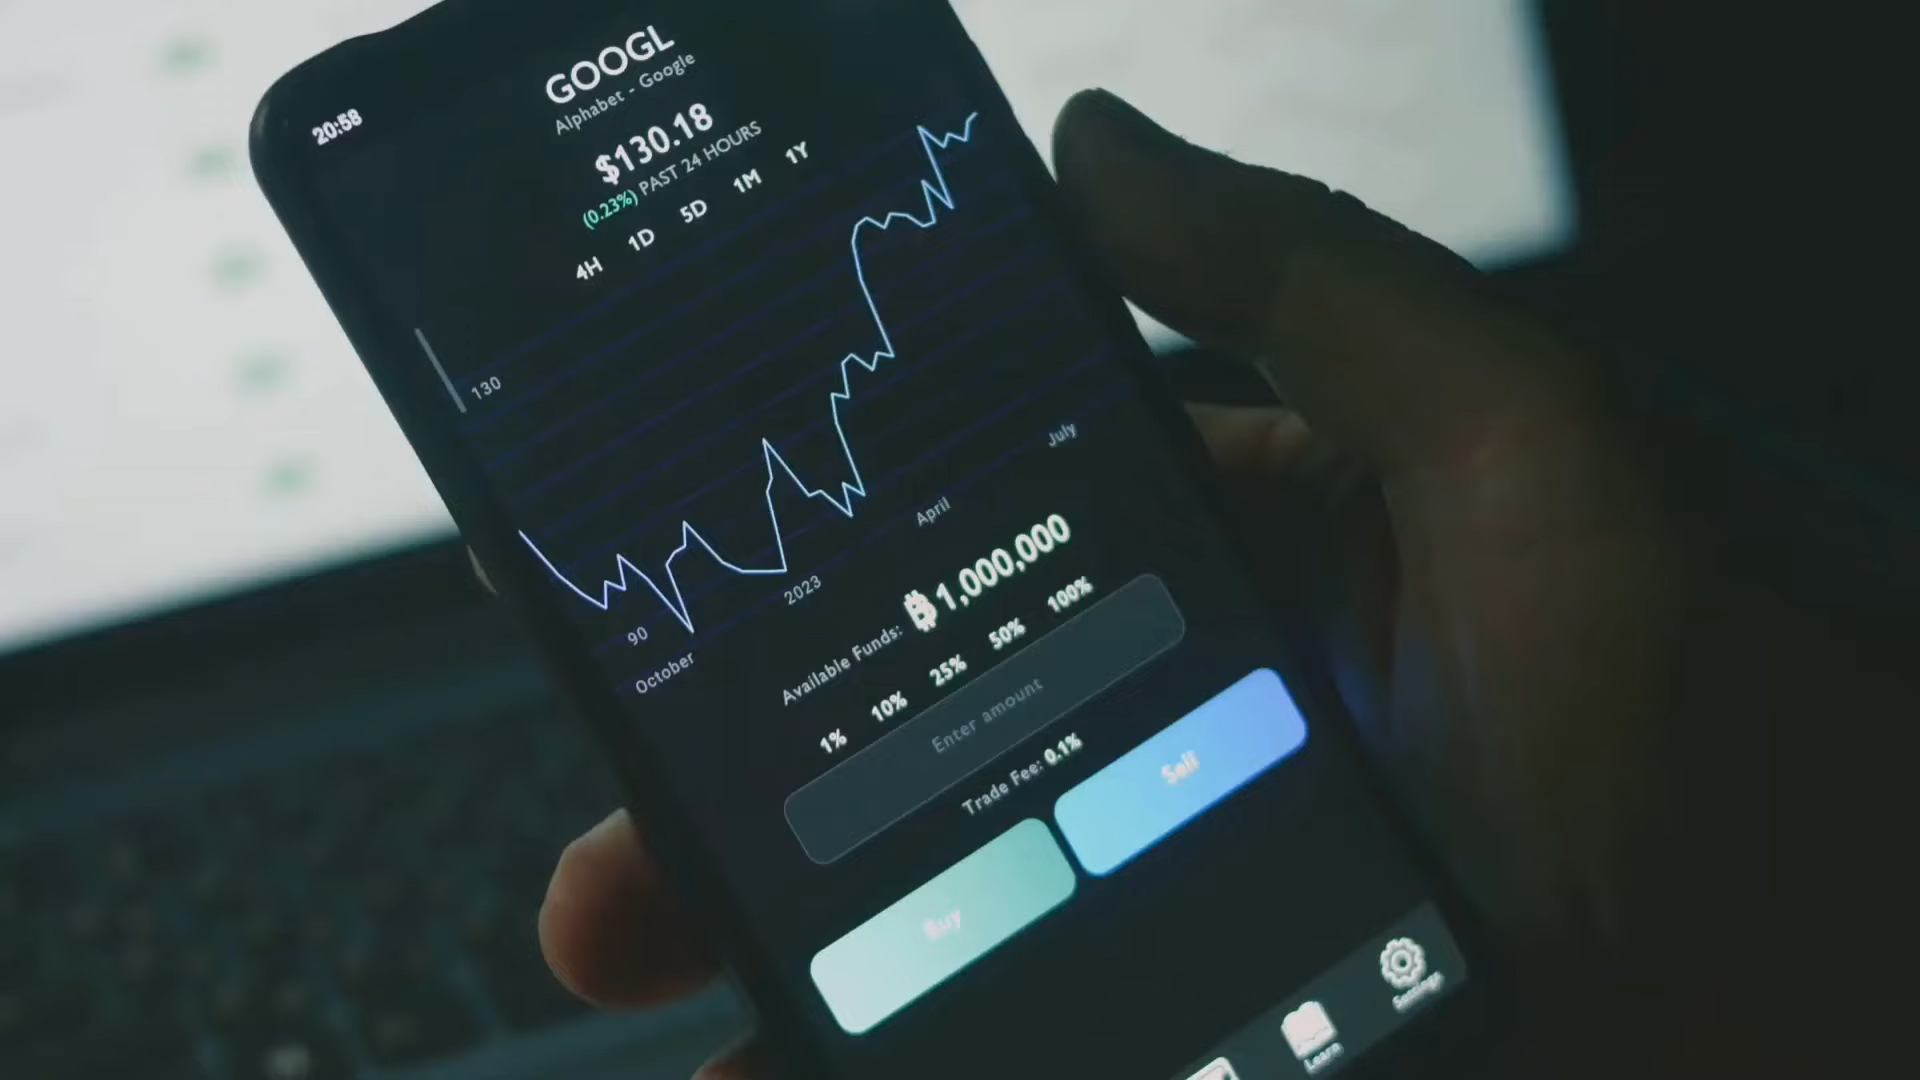 20:58
GOOGL
Alphabet - Google
$130.18
(0.23%) PAST 24 HOURS
4H 1D 5D 1M 1Y
130
90
October 2023 April July
Available Funds: ₿1,000,000
1% 10% 25% 50% 100%
Enter amount
Trade Fee: 0.1%
Buy Sell
Learn Settings